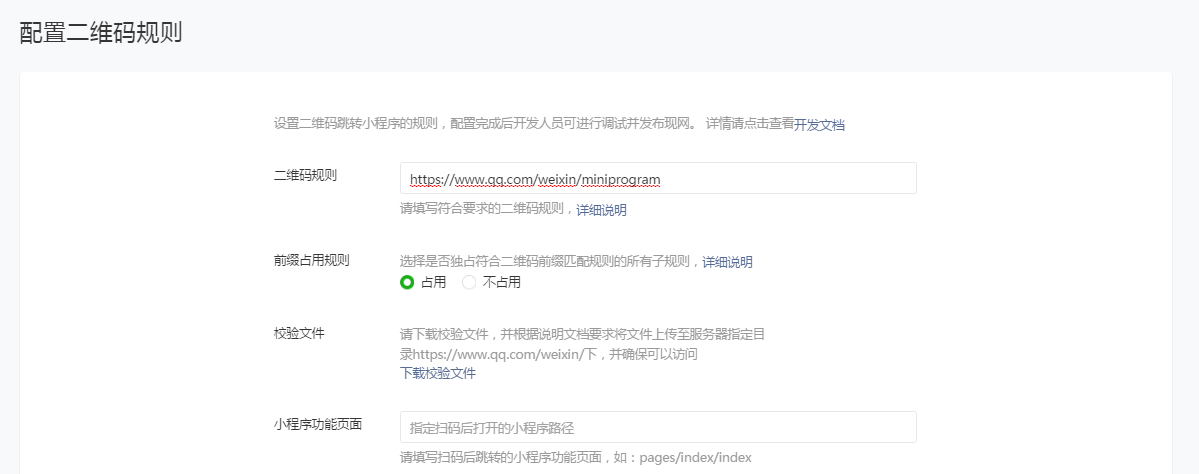 配置二维码规则
设置二维码跳转小程序的规则，配置完成后开发人员可进行调试并发布现网。 详情请点击查看开发文档
二维码规则
https://www.qq.com/weixin/miniprogram
请填写符合要求的二维码规则，详细说明
前缀占用规则
选择是否独占符合二维码前缀匹配规则的所有子规则，详细说明
占用 不占用
校验文件
请下载校验文件，并根据说明文档要求将文件上传至服务器指定目
录https://www.qq.com/weixin/下，并确保可以访问
下载校验文件
小程序功能页面
指定扫码后打开的小程序路径
请填写扫码后跳转的小程序功能页面，如：pages/index/index